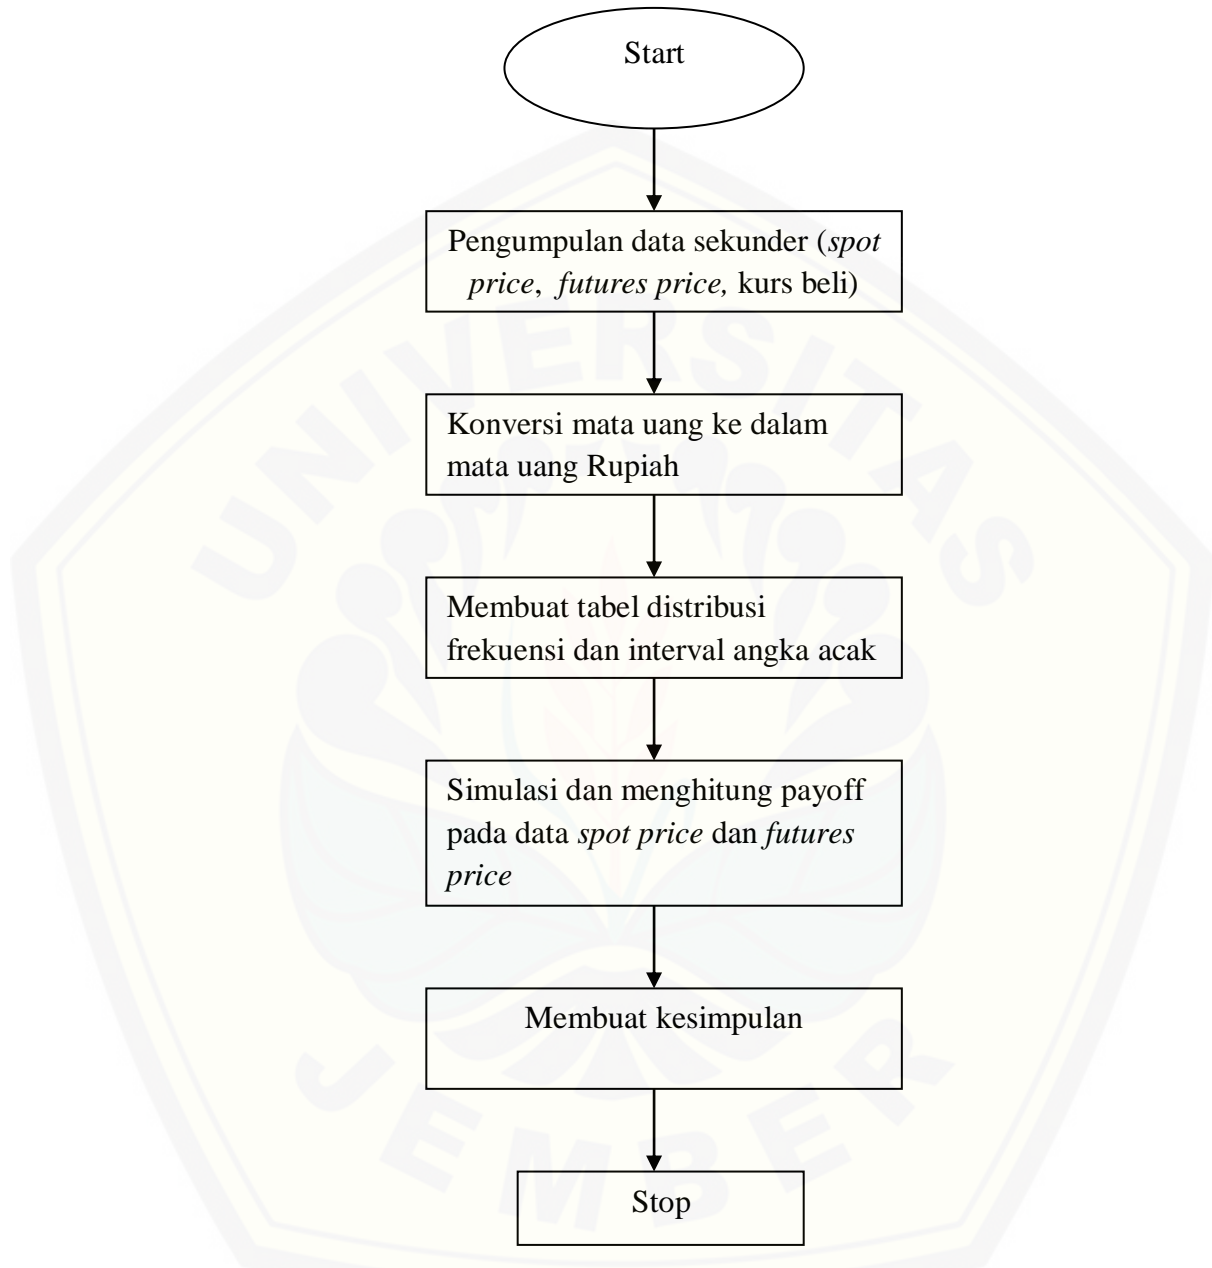 Start
Pengumpulan data sekunder (spot
price, futures price, kurs beli)
Konversi mata uang ke dalam
mata uang Rupiah
Membuat tabel distribusi
frekuensi dan interval angka acak
Simulasi dan menghitung payoff
pada data spot price dan futures
price
Membuat kesimpulan
Stop
UNIVERSITAS
JEMBER